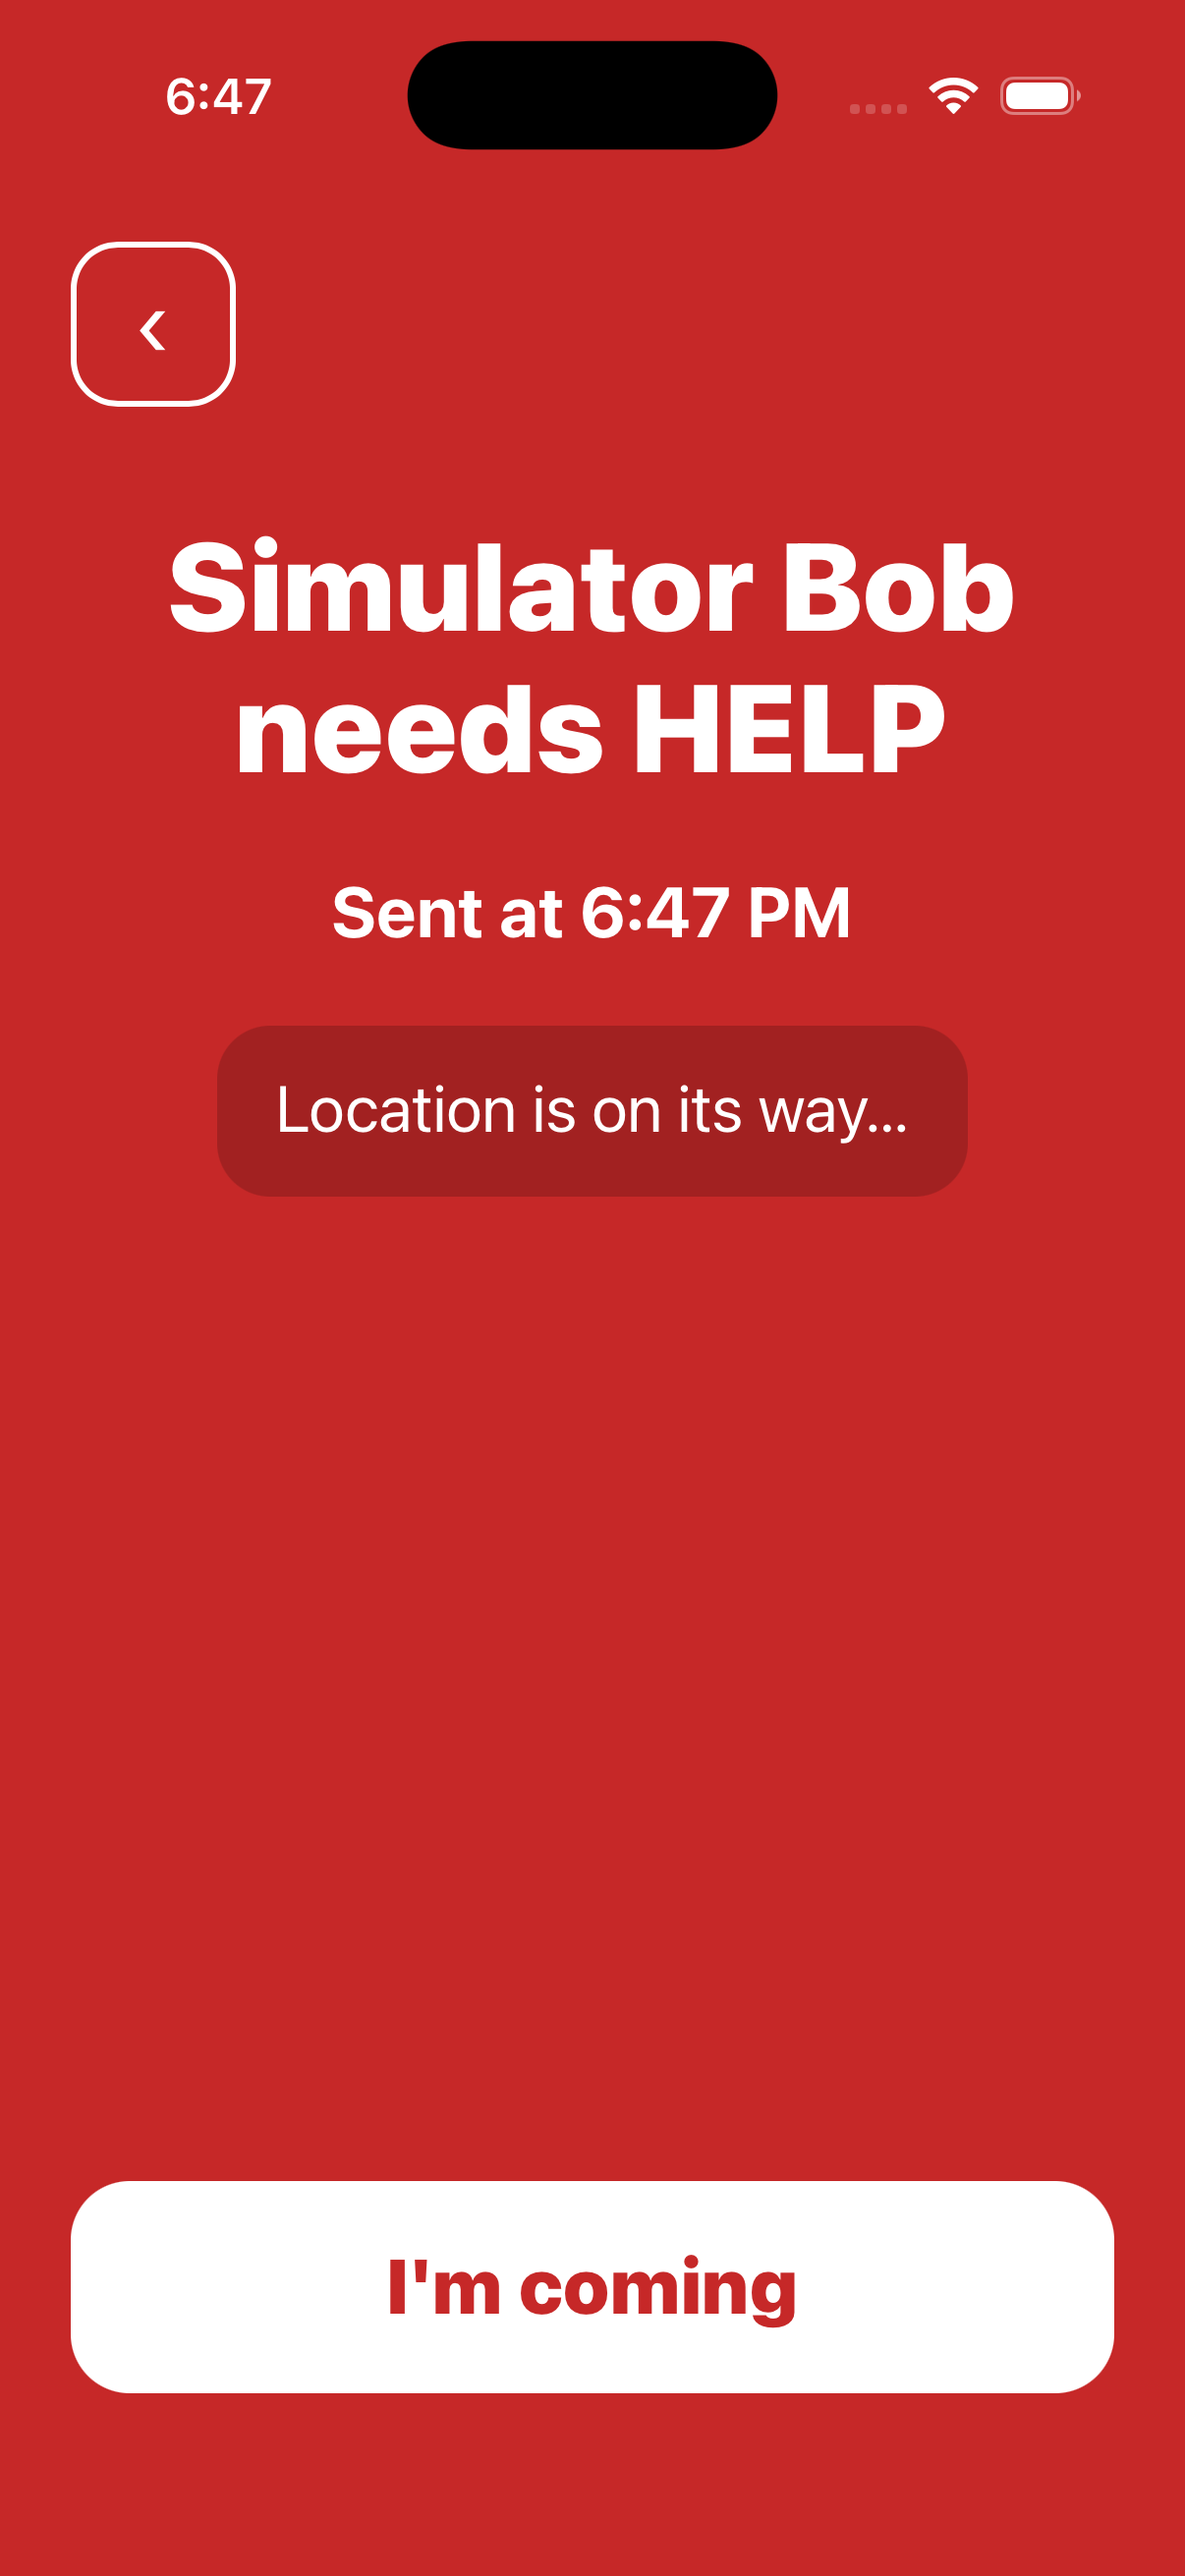 6:47
‹
Simulator Bob
needs HELP
Sent at 6:47 PM
Location is on its way...
I'm coming